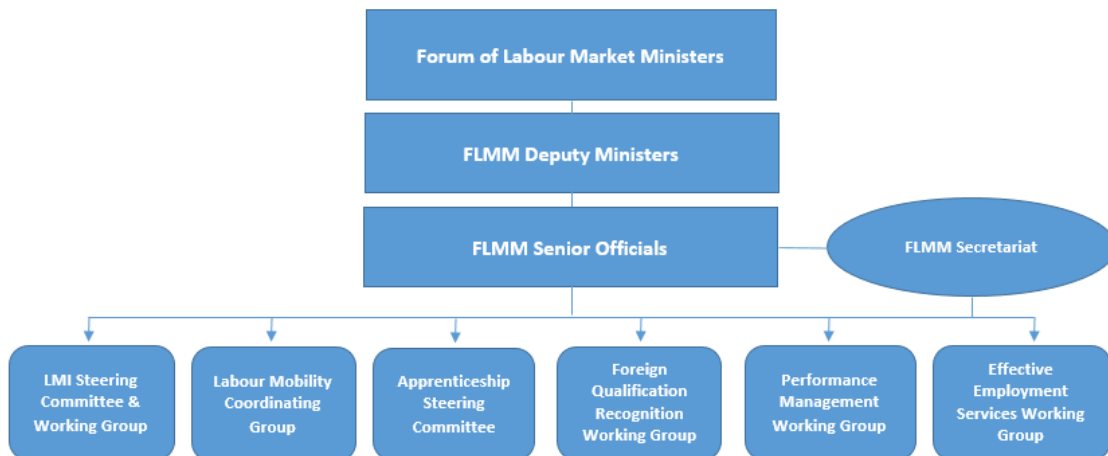 Forum of Labour Market Ministers
FLMM Deputy Ministers
FLMM Senior Officials
FLMM Secretariat
LMI Steering
Committee &
Working Group
Labour Mobility
Coordinating
Group
Apprenticeship
Steering
Committee
Foreign
Qualification
Recognition
Working Group
Performance
Management
Working Group
Effective
Employment
Services Working
Group